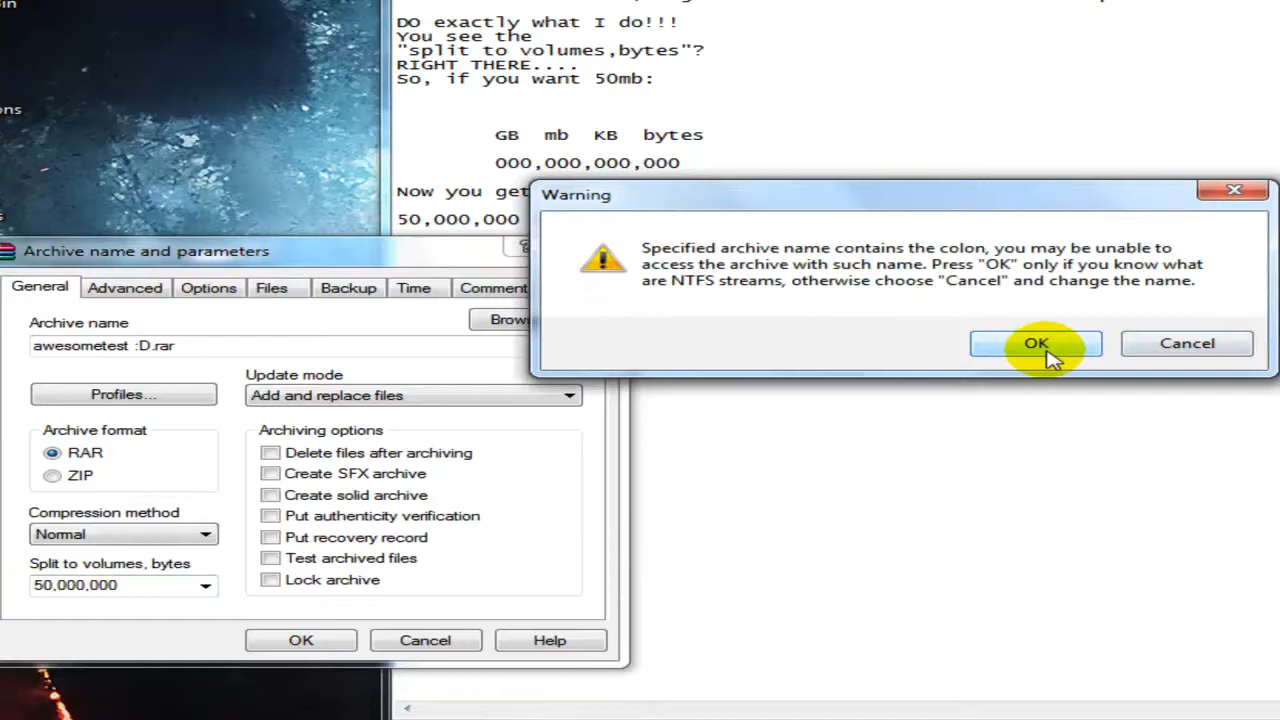 DO exactly what I do!!!
You see the
"split to volumes,bytes"?
RIGHT THERE....
So, if you want 50mb:
GB mb KB bytes
000,000,000,000
Now you get
50,000,000
Warning
Specified archive name contains the colon, you may be unable to
access the archive with such name. Press "OK" only if you know what
are NTFS streams, otherwise choose "Cancel" and change the name.
OK Cancel
Archive name and parameters
General Advanced Options Files Backup Time Comment
Archive name
Brow
awesometest :D.rar
Profiles...
Update mode
Add and replace files
Archive format
RAR
ZIP
Compression method
Normal
Split to volumes, bytes
50,000,000
Archiving options
Delete files after archiving
Create SFX archive
Create solid archive
Put authenticity verification
Put recovery record
Test archived files
Lock archive
OK Cancel Help